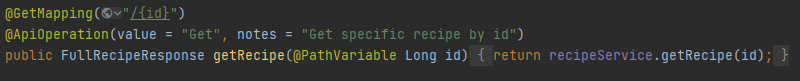 @GetMapping("/{id}")
@ApiOperation(value = "Get", notes = "Get specific recipe by id")
public FullRecipeResponse getRecipe(@PathVariable Long id) { return recipeService.getRecipe(id); }